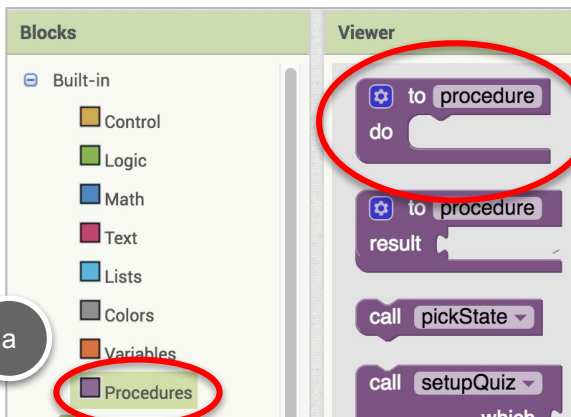 Blocks
Built-in
Control
Logic
Math
Text
Lists
Colors
Variables
Procedures
a
Viewer
to procedure
do
to procedure
result
call pickState
call setupQuiz
which